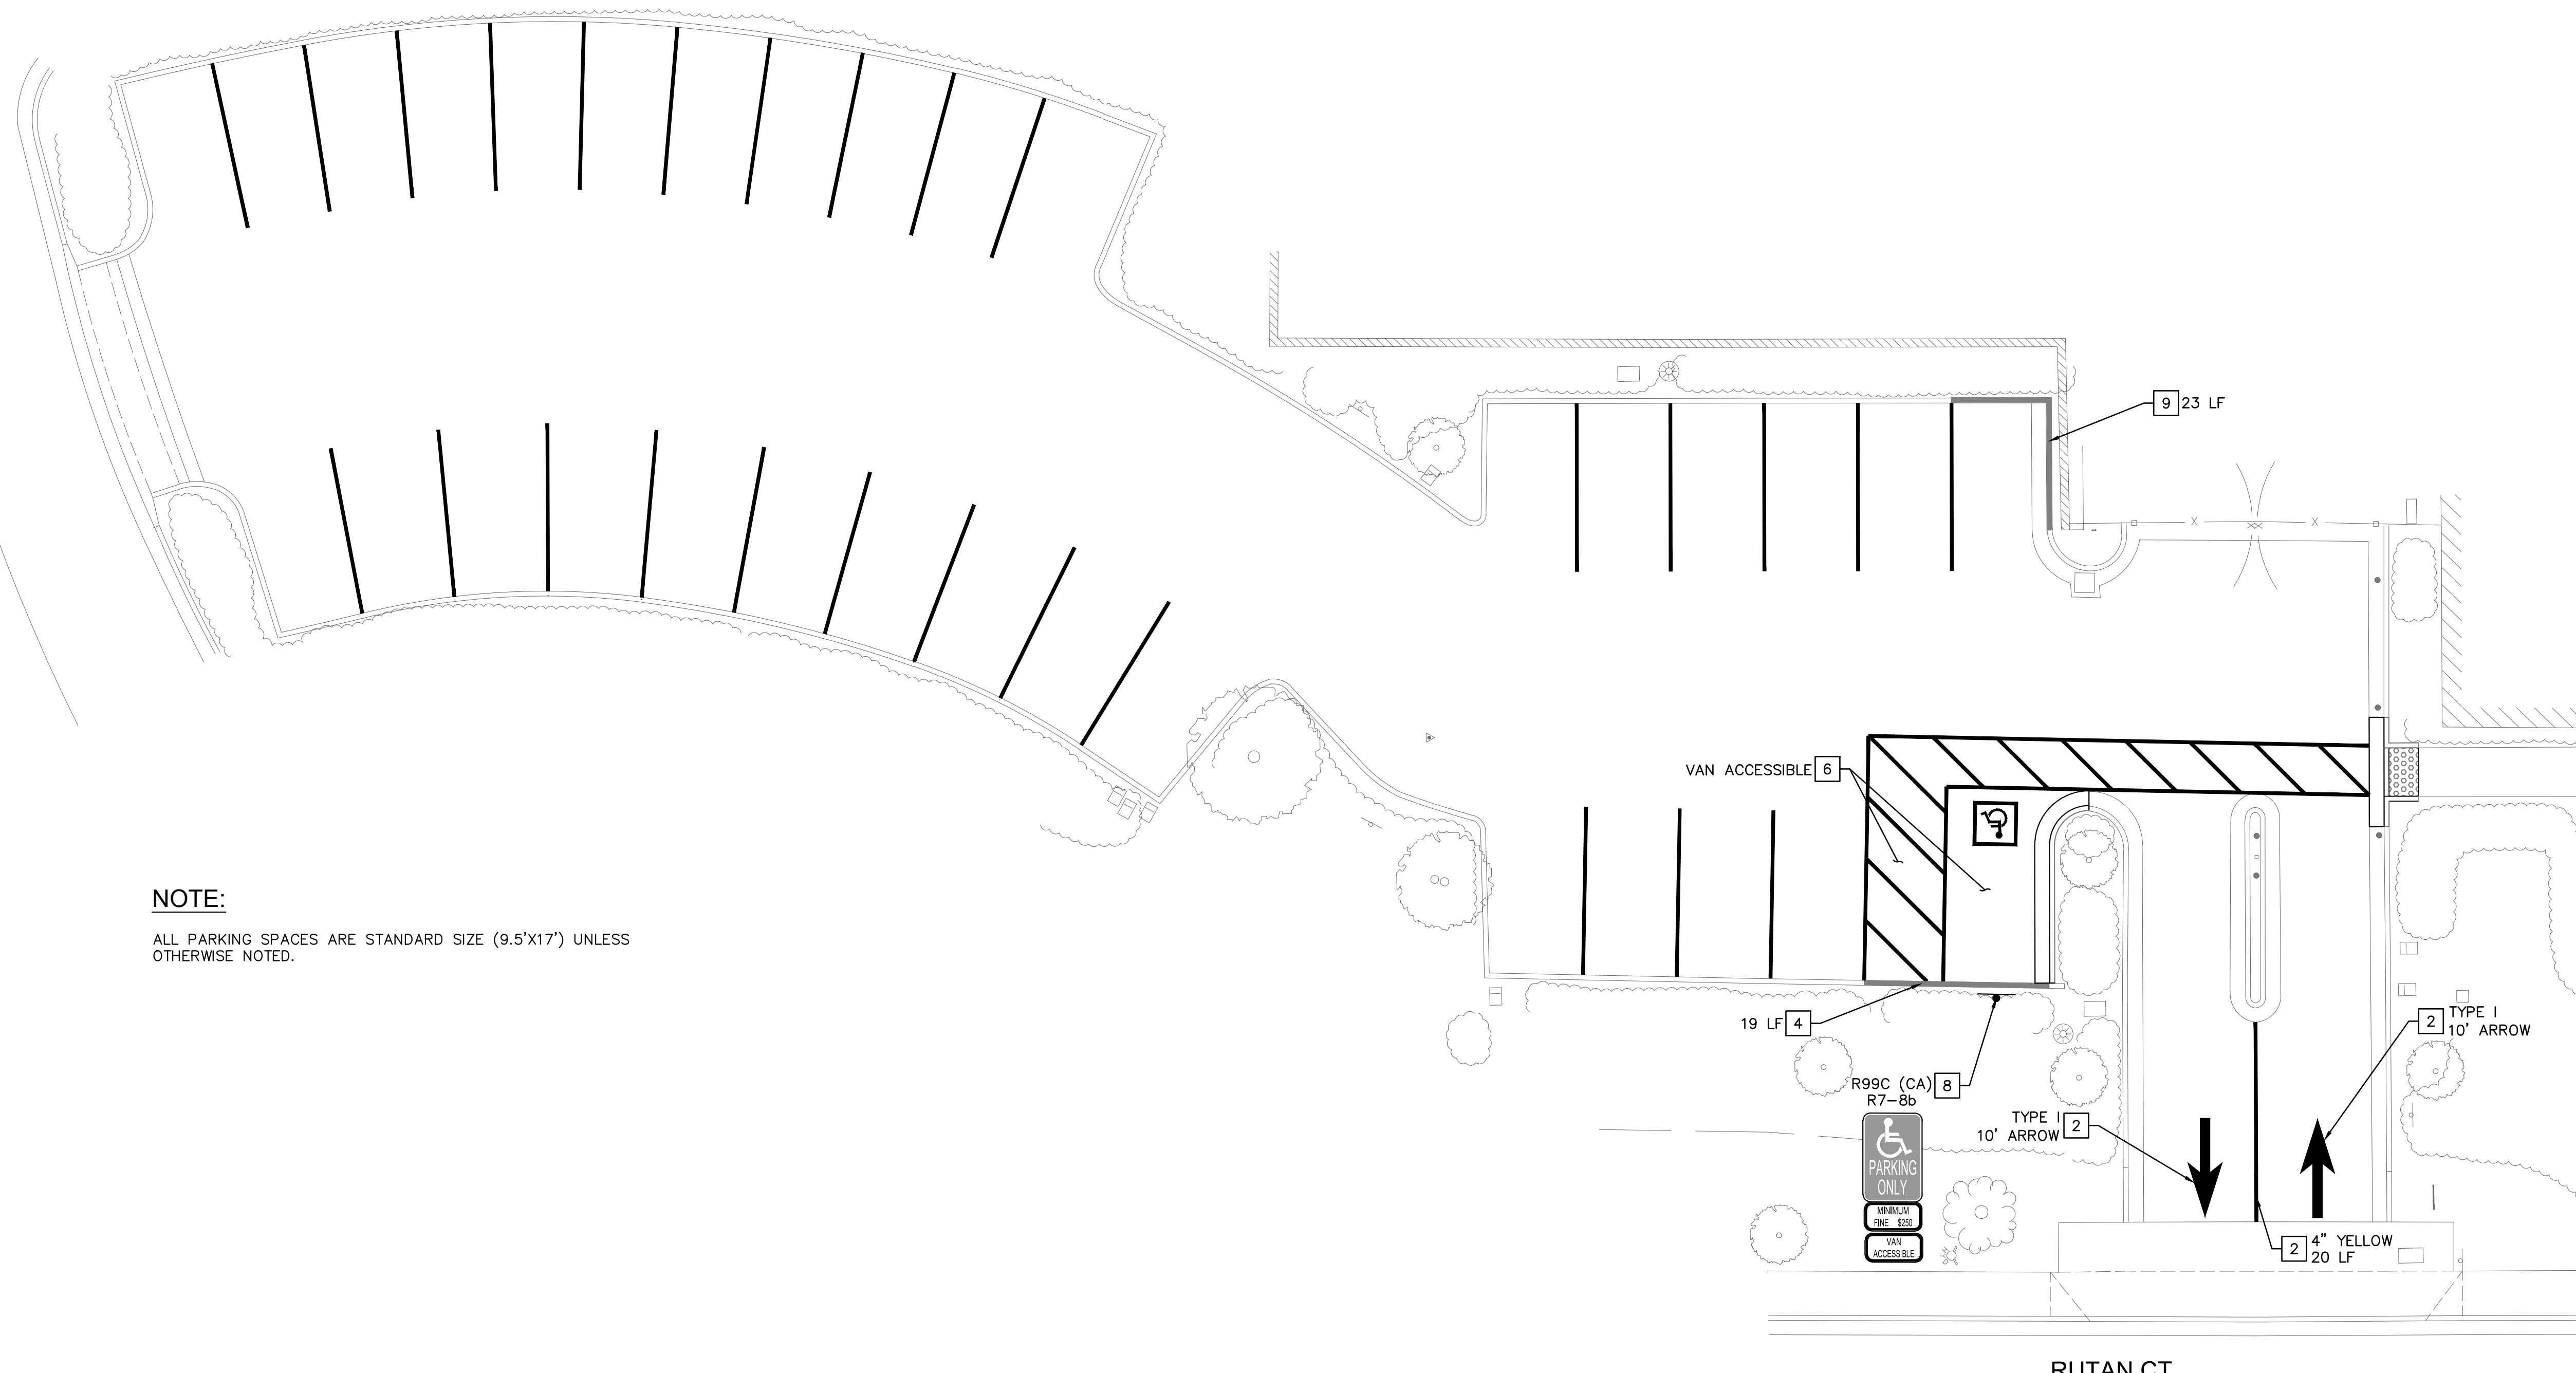 9 23 LF
VAN ACCESSIBLE 6
NOTE:
ALL PARKING SPACES ARE STANDARD SIZE (9.5'X17') UNLESS
OTHERWISE NOTED.
19 LF 4
2 TYPE I
10' ARROW
R99C (CA) 8
R7-8b
PARKING
ONLY
MINIMUM
FINE $250
VAN
ACCESSIBLE
TYPE I 2
10' ARROW
2 4" YELLOW
20 LF
RUTAN CT